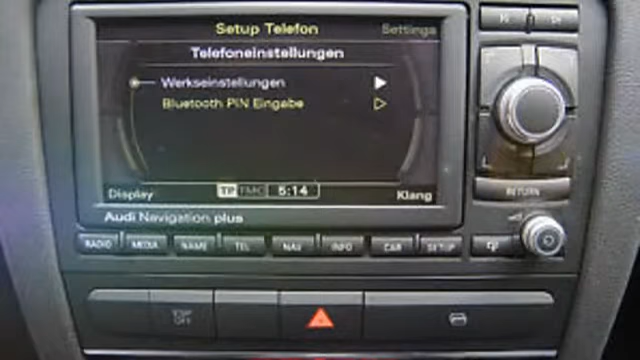 Setup Telefon
Settings
Telefoneinstellungen
Werkseinstellungen
Bluetooth PIN Eingabe
Display
TP TMC 5:14
Klang
RETURN
Audi Navigation plus
RADIO MEDIA NAME TEL NAV INFO CAR SETUP
OFF